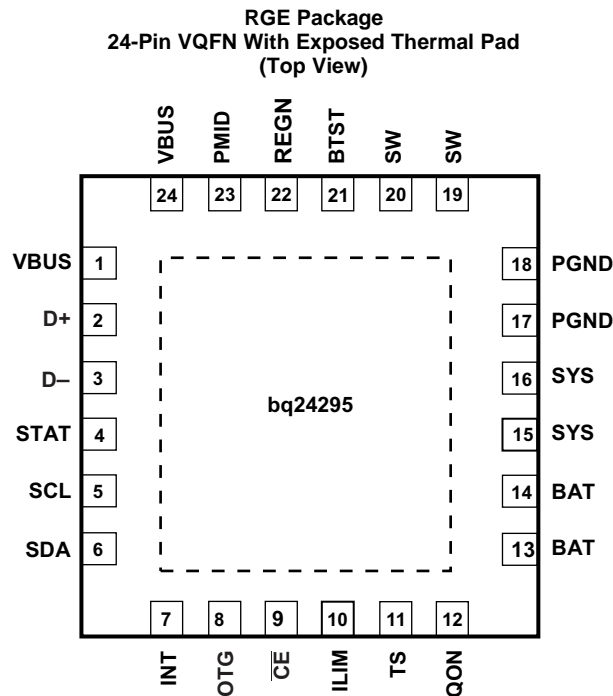 RGE Package
24-Pin VQFN With Exposed Thermal Pad
(Top View)
VBUS
PMID
REGN
BTST
SW
SW
24
23
22
21
20
19
VBUS 1
D+ 2
D– 3
STAT 4
SCL 5
SDA 6
bq24295
18 PGND
17 PGND
16 SYS
15 SYS
14 BAT
13 BAT
7
8
9
10
11
12
INT
OTG
C̅E̅
ILIM
TS
QON